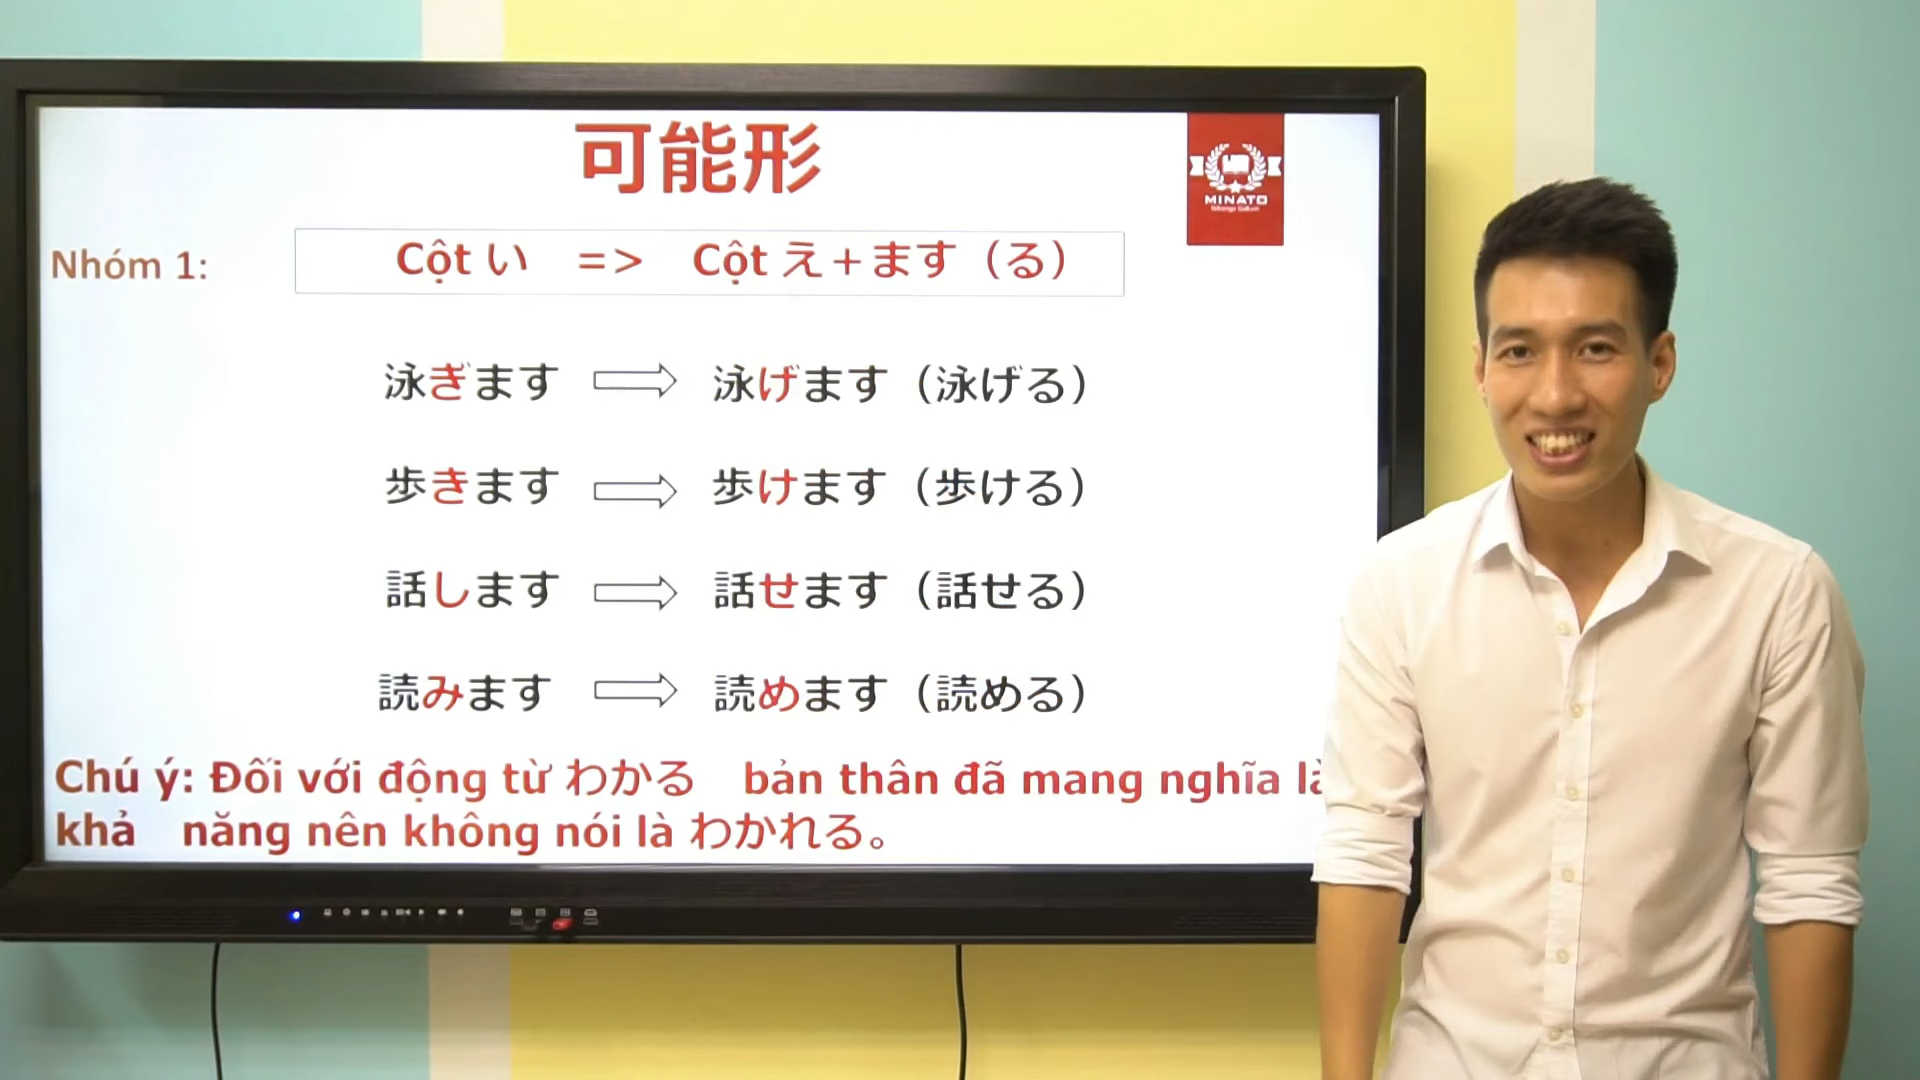 可能形
MINATO
Nhóm 1:
Cột い => Cột え＋ます（る）
泳ぎます 泳げます（泳げる）
歩きます 歩けます（歩ける）
話します 話せます（話せる）
読みます 読めます（読める）
Chú ý: Đối với động từ わかる bản thân đã mang nghĩa là
khả năng nên không nói là わかれる。